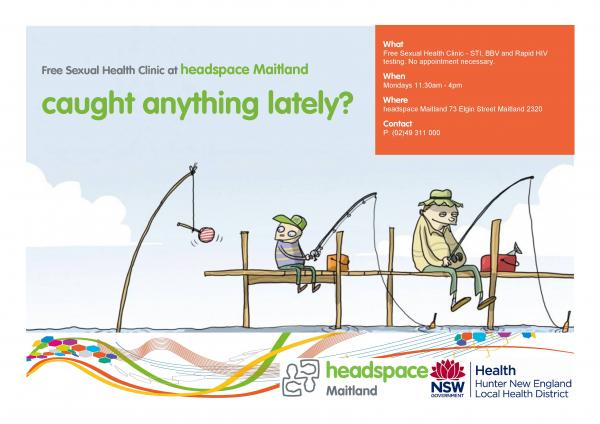 Free Sexual Health Clinic at headspace Maitland
caught anything lately?
What
Free Sexual Health Clinic - STI, BBV and Rapid HIV
testing. No appointment necessary.
When
Mondays 11:30am - 4pm
Where
headspace Maitland 73 Elgin Street Maitland 2320
Contact
P: (02)49 311 000
headspace
Maitland
NSW
GOVERNMENT
Health
Hunter New England
Local Health District